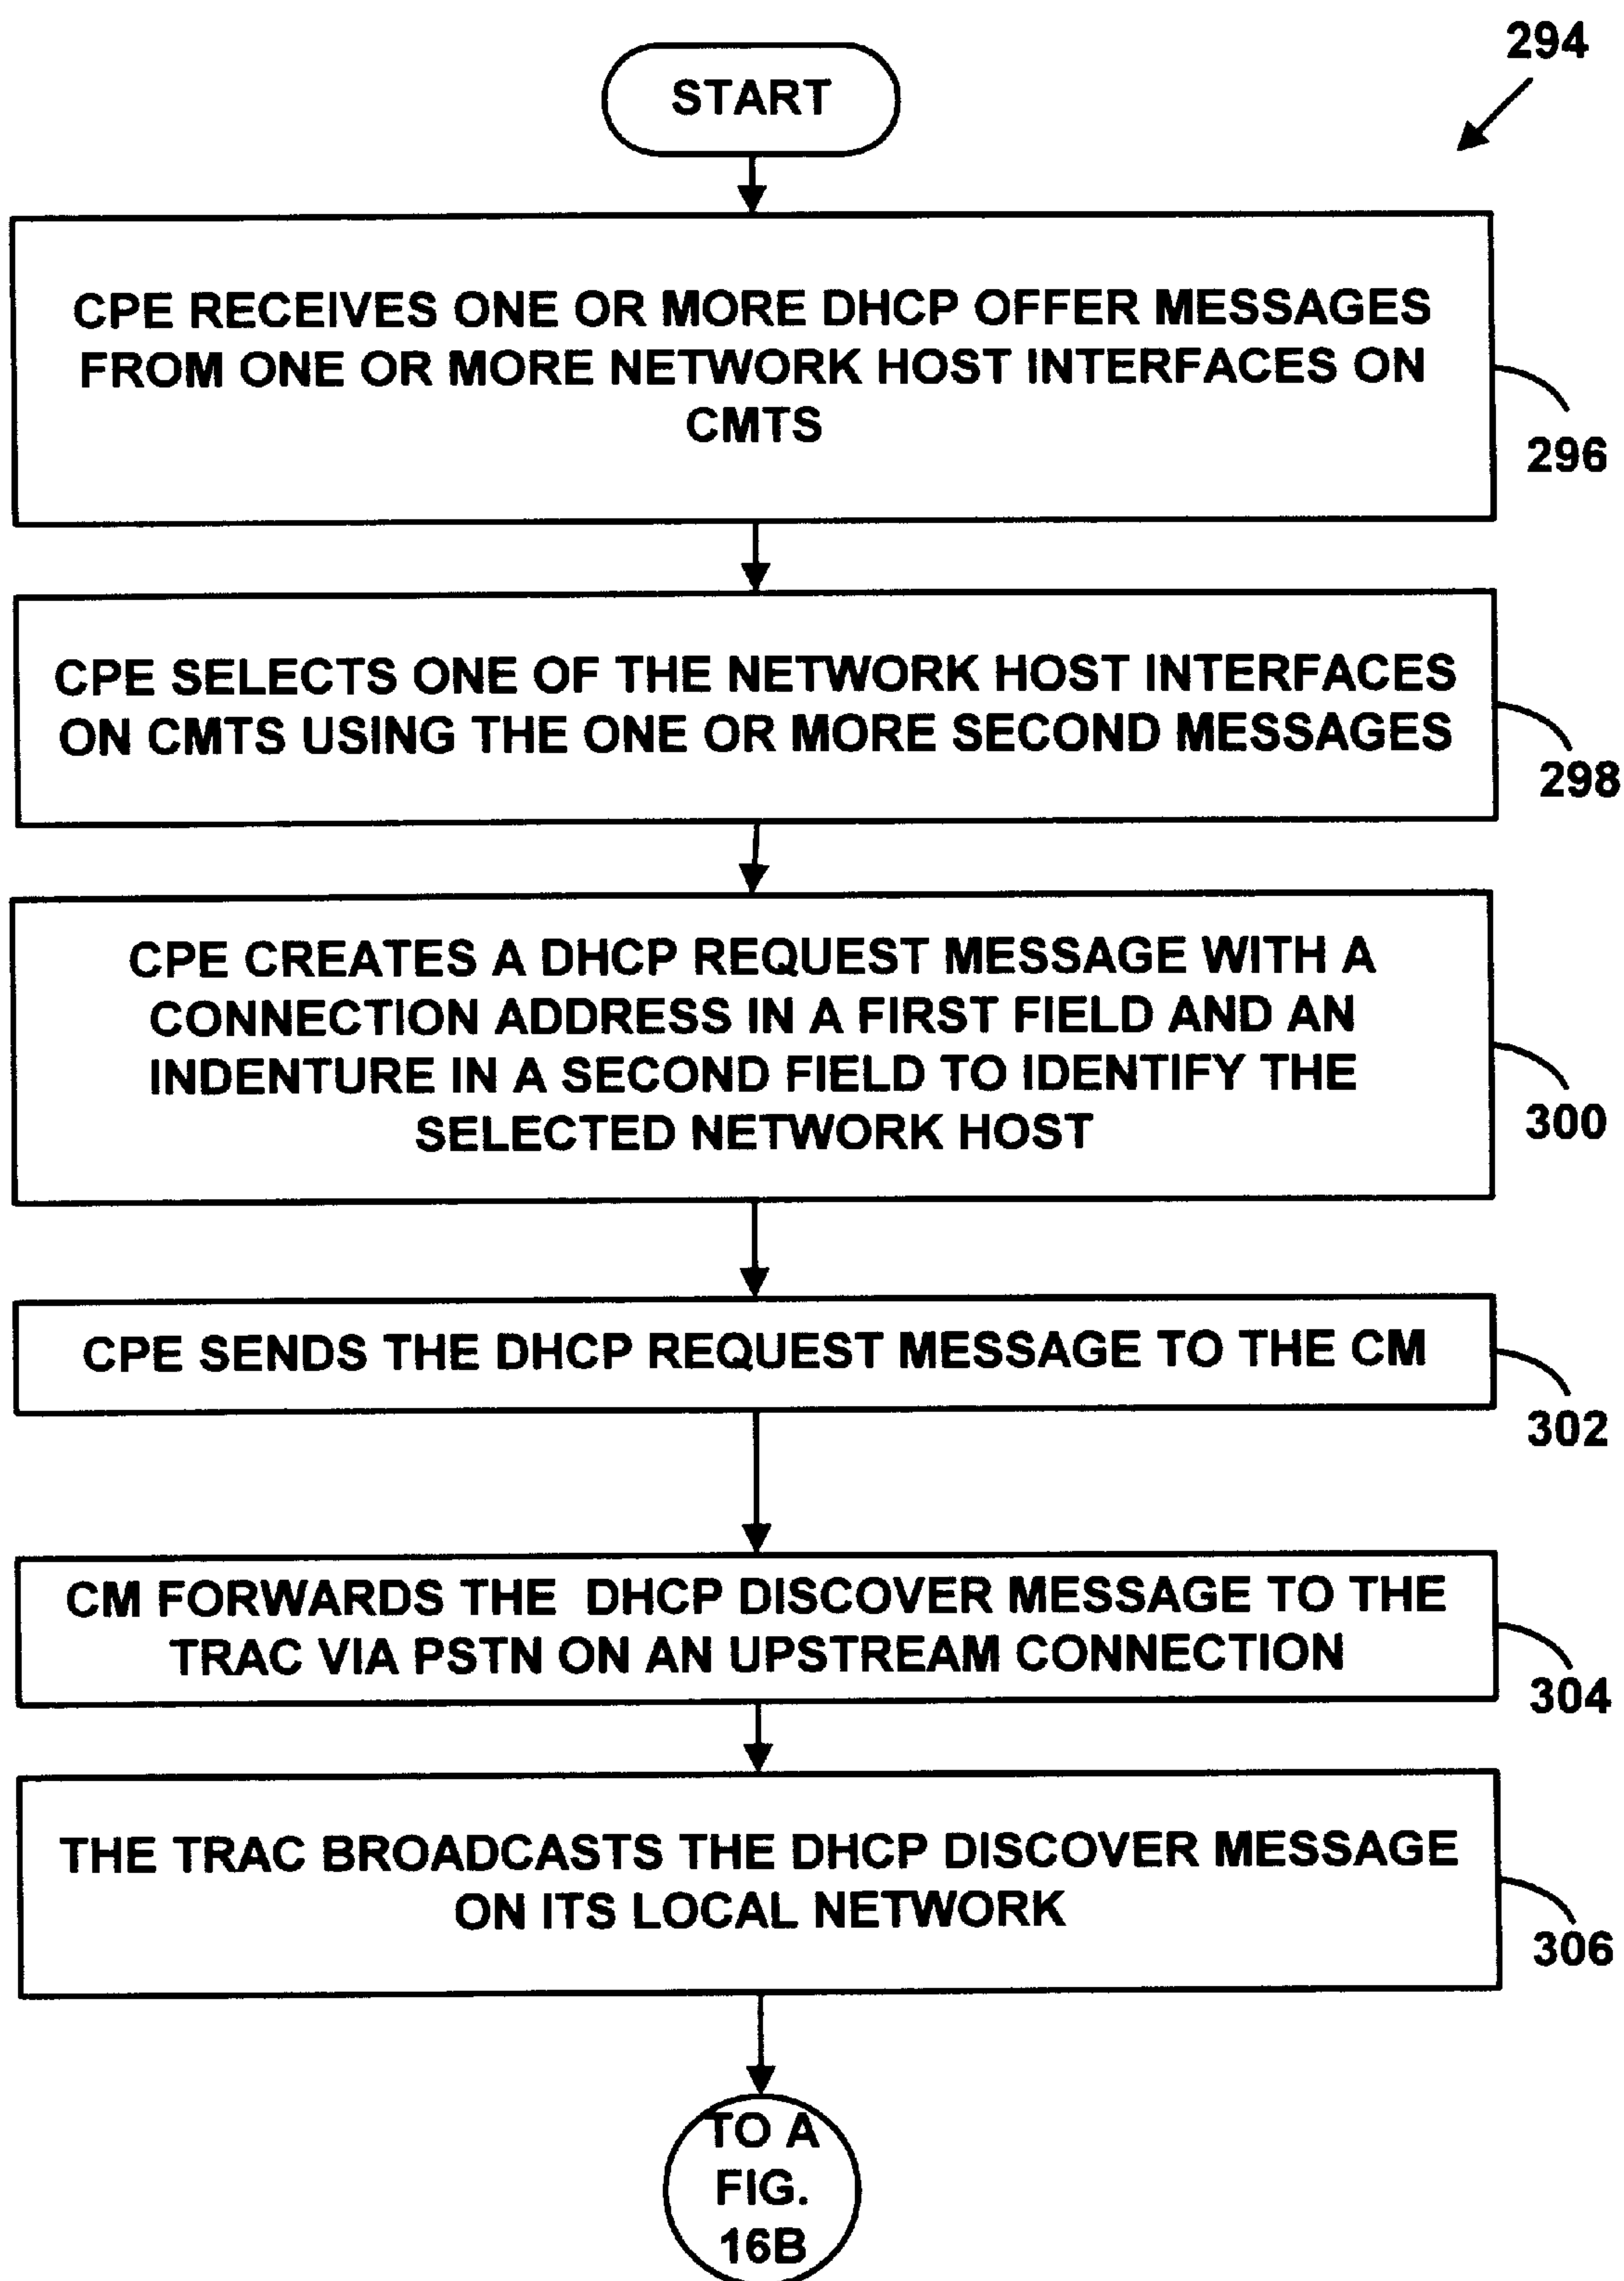 294
START
CPE RECEIVES ONE OR MORE DHCP OFFER MESSAGES
FROM ONE OR MORE NETWORK HOST INTERFACES ON
CMTS
296
CPE SELECTS ONE OF THE NETWORK HOST INTERFACES
ON CMTS USING THE ONE OR MORE SECOND MESSAGES
298
CPE CREATES A DHCP REQUEST MESSAGE WITH A
CONNECTION ADDRESS IN A FIRST FIELD AND AN
INDENTURE IN A SECOND FIELD TO IDENTIFY THE
SELECTED NETWORK HOST
300
CPE SENDS THE DHCP REQUEST MESSAGE TO THE CM
302
CM FORWARDS THE DHCP DISCOVER MESSAGE TO THE
TRAC VIA PSTN ON AN UPSTREAM CONNECTION
304
THE TRAC BROADCASTS THE DHCP DISCOVER MESSAGE
ON ITS LOCAL NETWORK
306
TO A
FIG.
16B